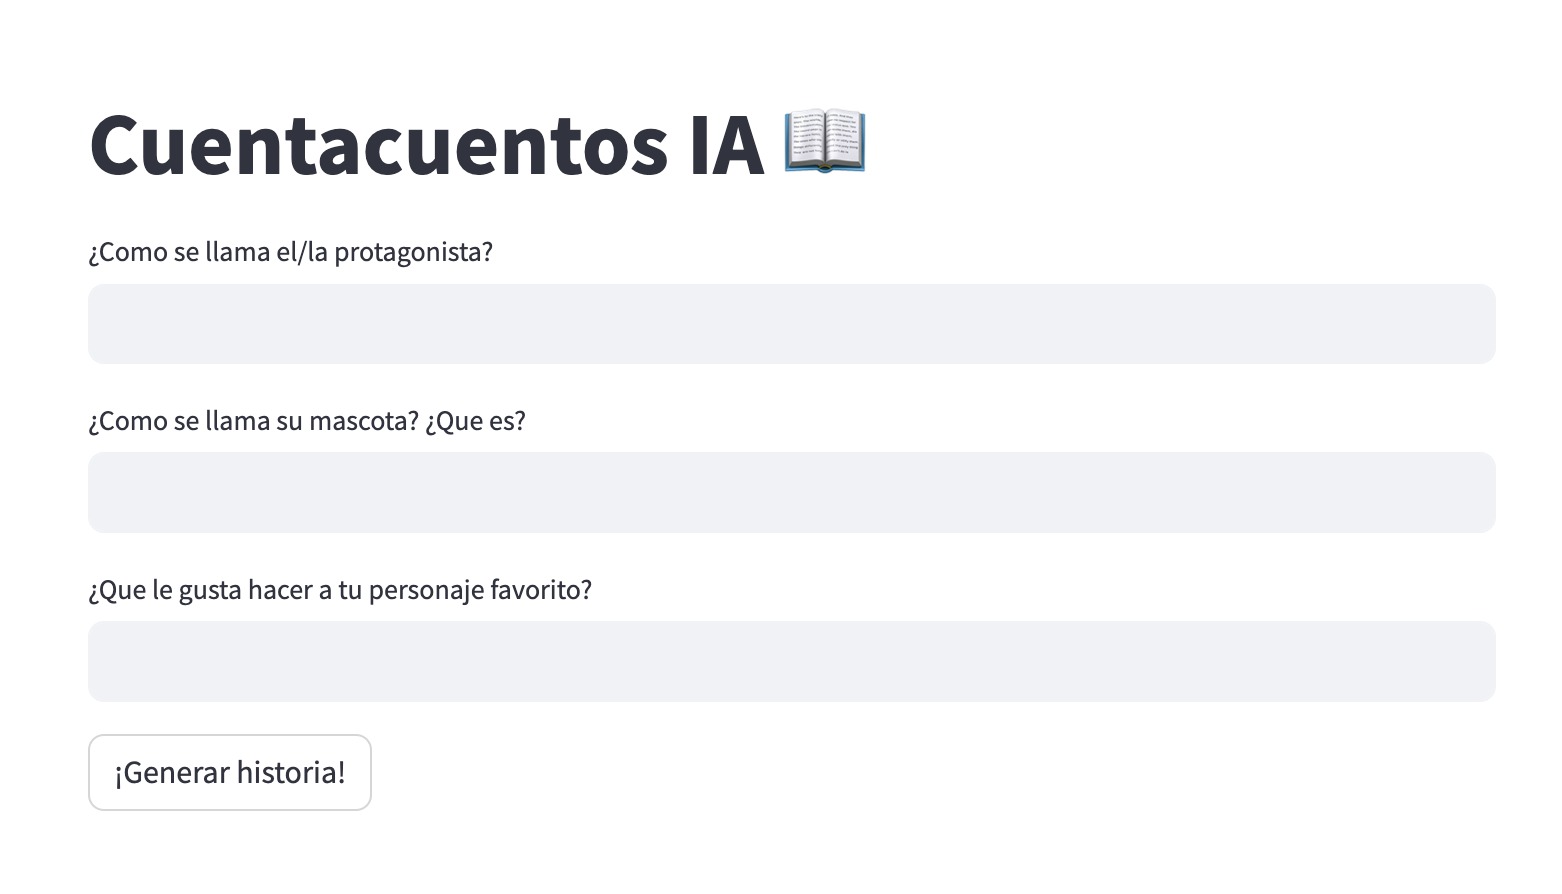 Cuentacuentos IA 📖
¿Como se llama el/la protagonista?
¿Como se llama su mascota? ¿Que es?
¿Que le gusta hacer a tu personaje favorito?
¡Generar historia!